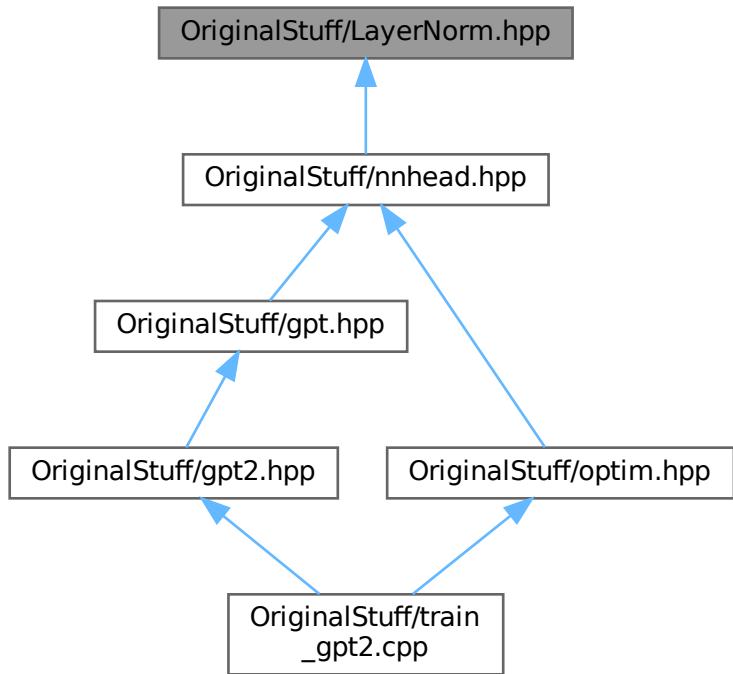 OriginalStuff/LayerNorm.hpp
OriginalStuff/nnhead.hpp
OriginalStuff/gpt.hpp
OriginalStuff/gpt2.hpp
OriginalStuff/optim.hpp
OriginalStuff/train
_gpt2.cpp